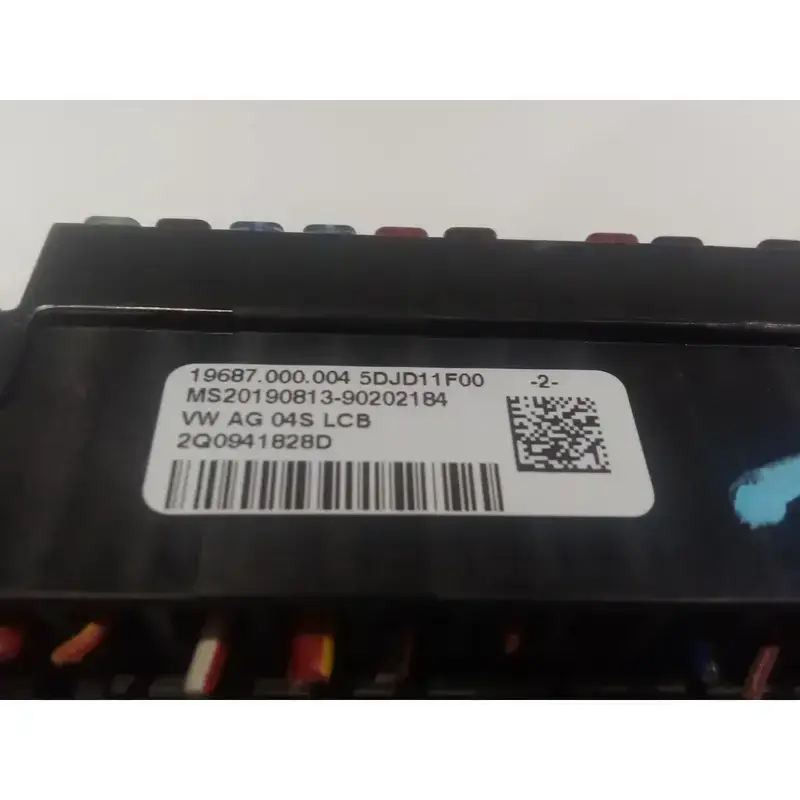 19687.000.004 5DJD11F00 -2-
MS20190813-90202184
VW AG 04S LCB
2Q0941828D